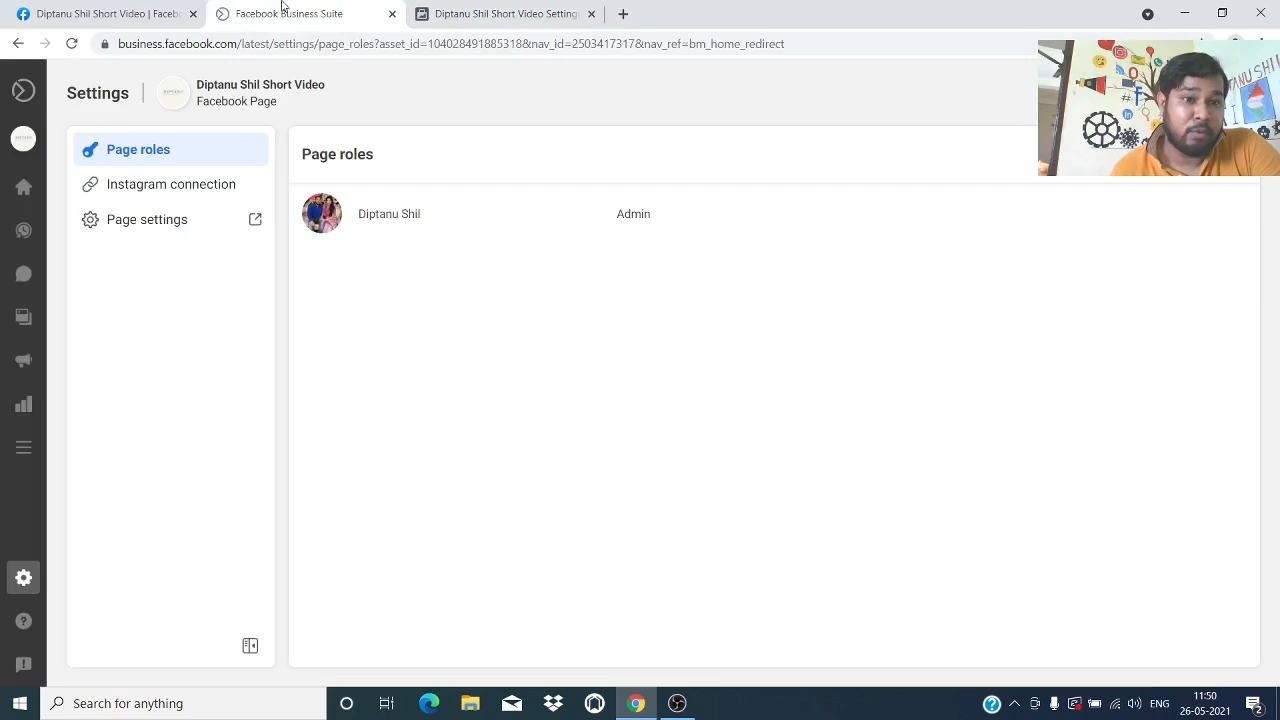 Diptanu Shil Short Video | Faceb
Facebook Business Suite
Diptanu Shil Short Video Setting
business.facebook.com/latest/settings/page_roles?asset_id=104028491885318&nav_id=2503417317&nav_ref=bm_home_redirect
Settings
Diptanu Shil Short Video
Facebook Page
Page roles
Instagram connection
Page settings
Page roles
Diptanu Shil
Admin
Search for anything
ENG
11:50
26-05-2021
2